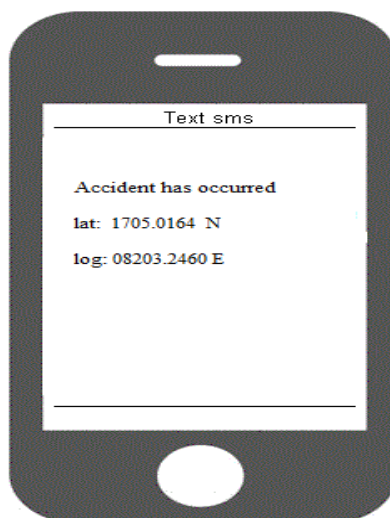 Text sms
Accident has occurred
lat: 1705.0164 N
log: 08203.2460 E